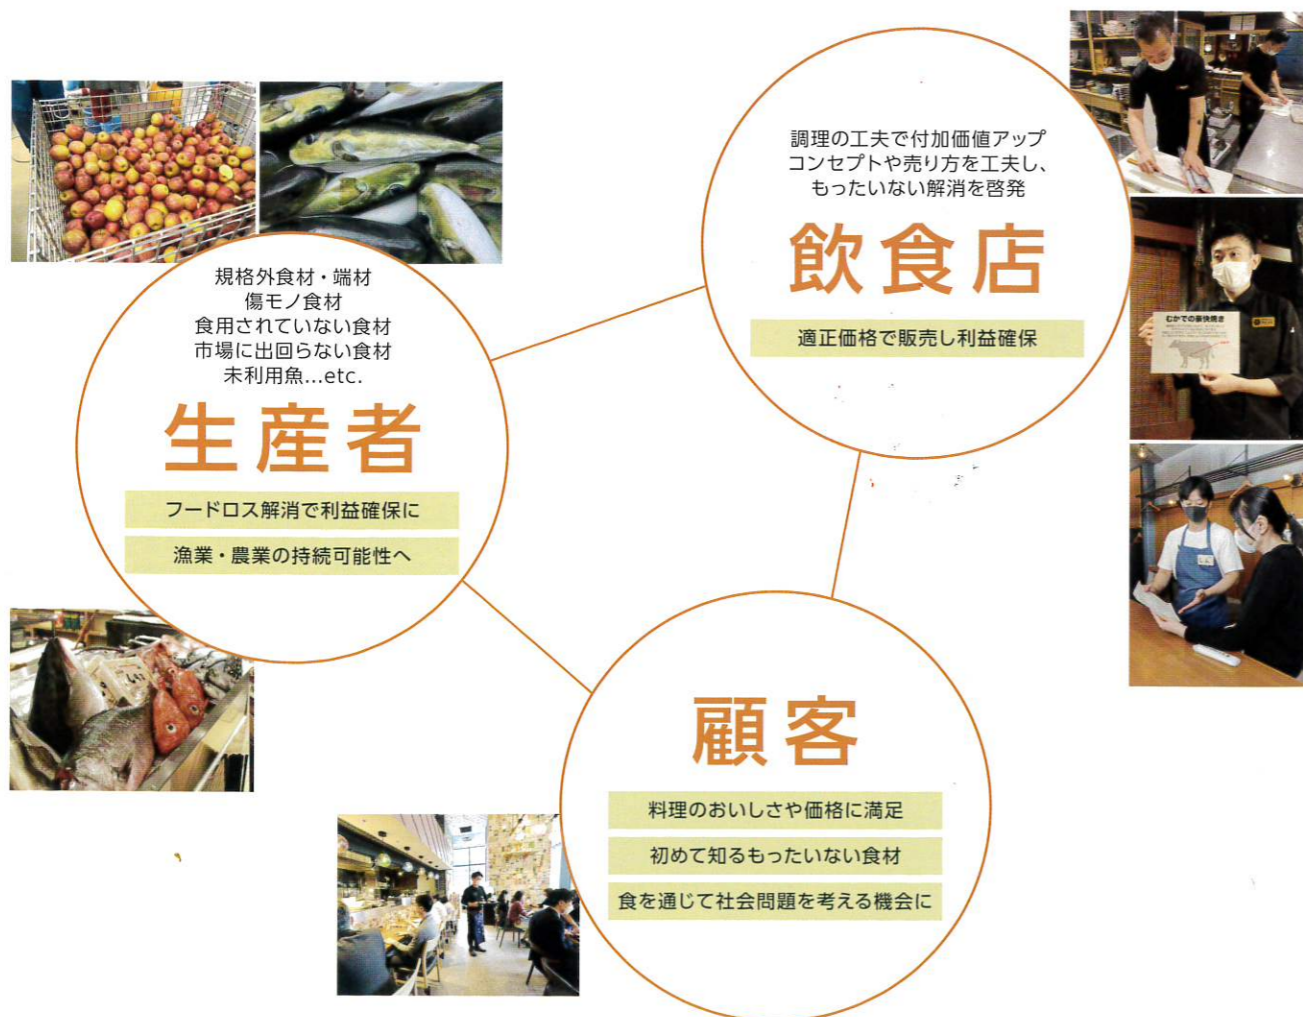 規格外食材・端材
傷モノ食材
食用されていない食材
市場に出回らない食材
未利用魚...etc.
生産者
フードロス解消で利益確保に
漁業・農業の持続可能性へ
調理の工夫で付加価値アップ
コンセプトや売り方を工夫し、
もったいない解消を啓発
飲食店
適正価格で販売し利益確保
むかでの豪快焼き
顧客
料理のおいしさや価格に満足
初めて知るもったいない食材
食を通じて社会問題を考える機会に